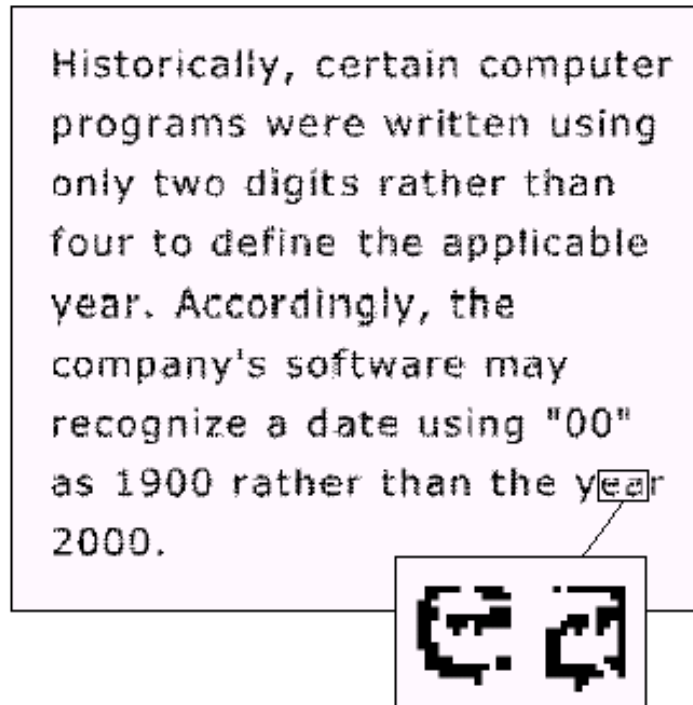 Historically, certain computer
programs were written using
only two digits rather than
four to define the applicable
year. Accordingly, the
company's software may
recognize a date using "00"
as 1900 rather than the year
2000.
ea